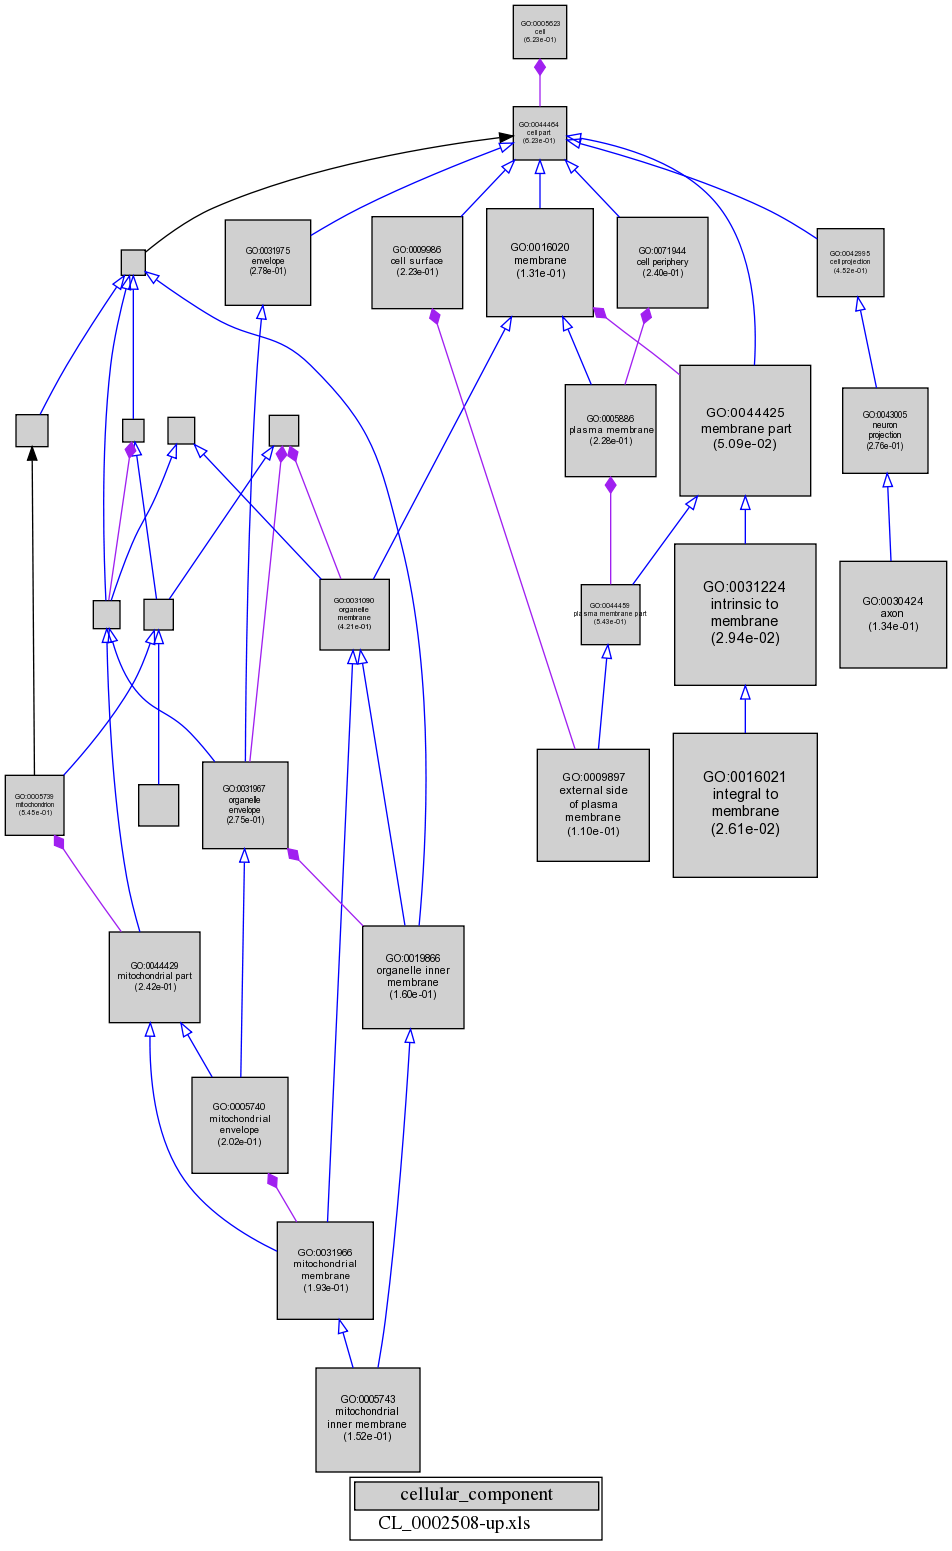 GO:0005623
cell
(6.23e-01)
GO:0044464
cell part
(6.23e-01)
GO:0031975
envelope
(2.78e-01)
GO:0009986
cell surface
(2.23e-01)
GO:0016020
membrane
(1.31e-01)
GO:0071944
cell periphery
(2.40e-01)
GO:0042995
cell projection
(4.52e-01)
GO:0005886
plasma membrane
(2.28e-01)
GO:0044425
membrane part
(5.09e-02)
GO:0043005
neuron
projection
(2.76e-01)
GO:0031090
organelle
membrane
(4.21e-01)
GO:0044459
plasma membrane part
(5.43e-01)
GO:0031224
intrinsic to
membrane
(2.94e-02)
GO:0030424
axon
(1.34e-01)
GO:0005739
mitochondrion
(5.45e-01)
GO:0031967
organelle
envelope
(2.75e-01)
GO:0009897
external side
of plasma
membrane
(1.10e-01)
GO:0016021
integral to
membrane
(2.61e-02)
GO:0044429
mitochondrial part
(2.42e-01)
GO:0019866
organelle inner
membrane
(1.60e-01)
GO:0005740
mitochondrial
envelope
(2.02e-01)
GO:0031966
mitochondrial
membrane
(1.93e-01)
GO:0005743
mitochondrial
inner membrane
(1.52e-01)
cellular_component
CL_0002508-up.xls